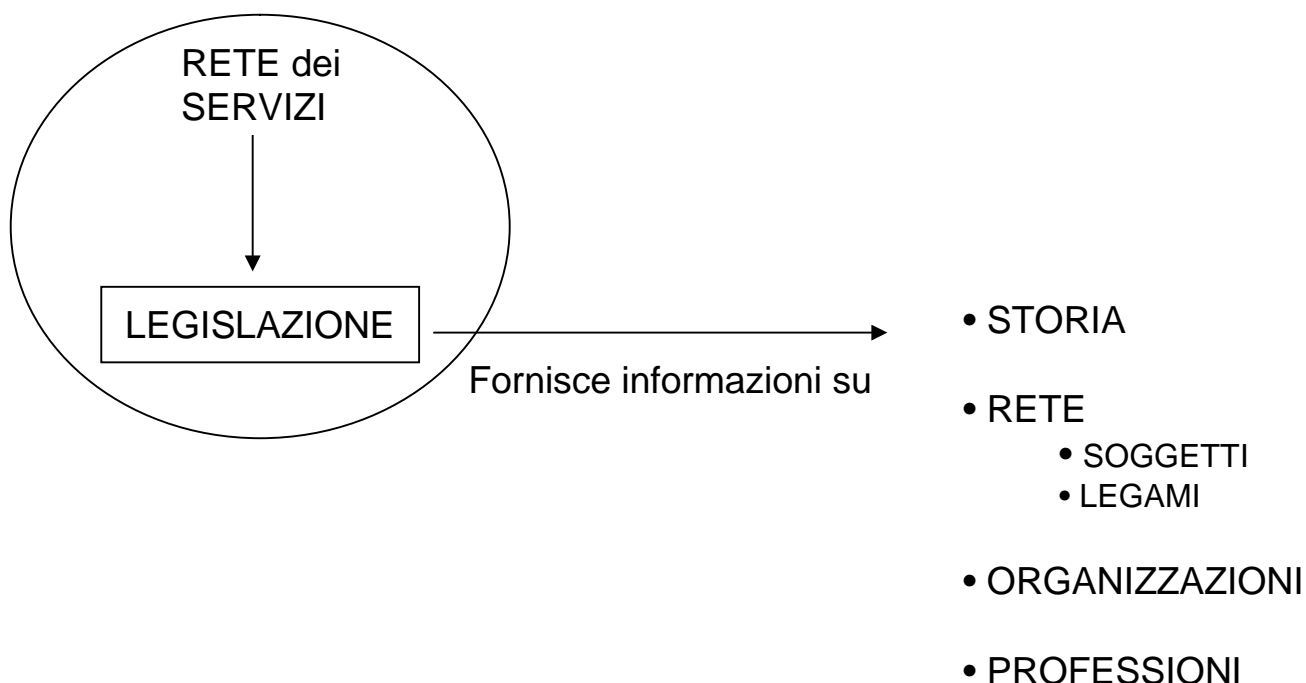 RETE dei
SERVIZI
LEGISLAZIONE
Fornisce informazioni su
• STORIA
• RETE
• SOGGETTI
• LEGAMI
• ORGANIZZAZIONI
• PROFESSIONI